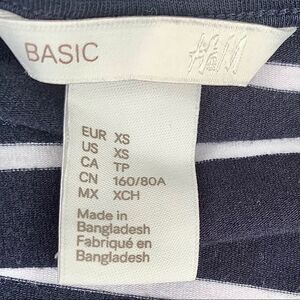 BASIC
H&M
EUR XS
US XS
CA TP
CN 160/80A
MX XCH
Made in
Bangladesh
Fabriqué en
Bangladesh